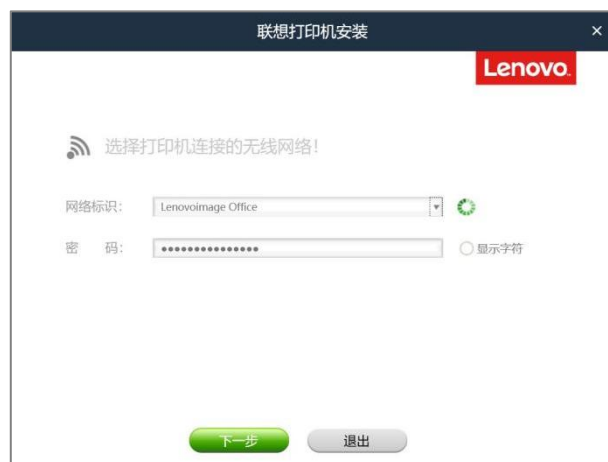 联想打印机安装
Lenovo.
选择打印机连接的无线网络！
网络标识：
Lenovoimage Office
密 码：
•••••••••••••••
显示字符
下一步
退出